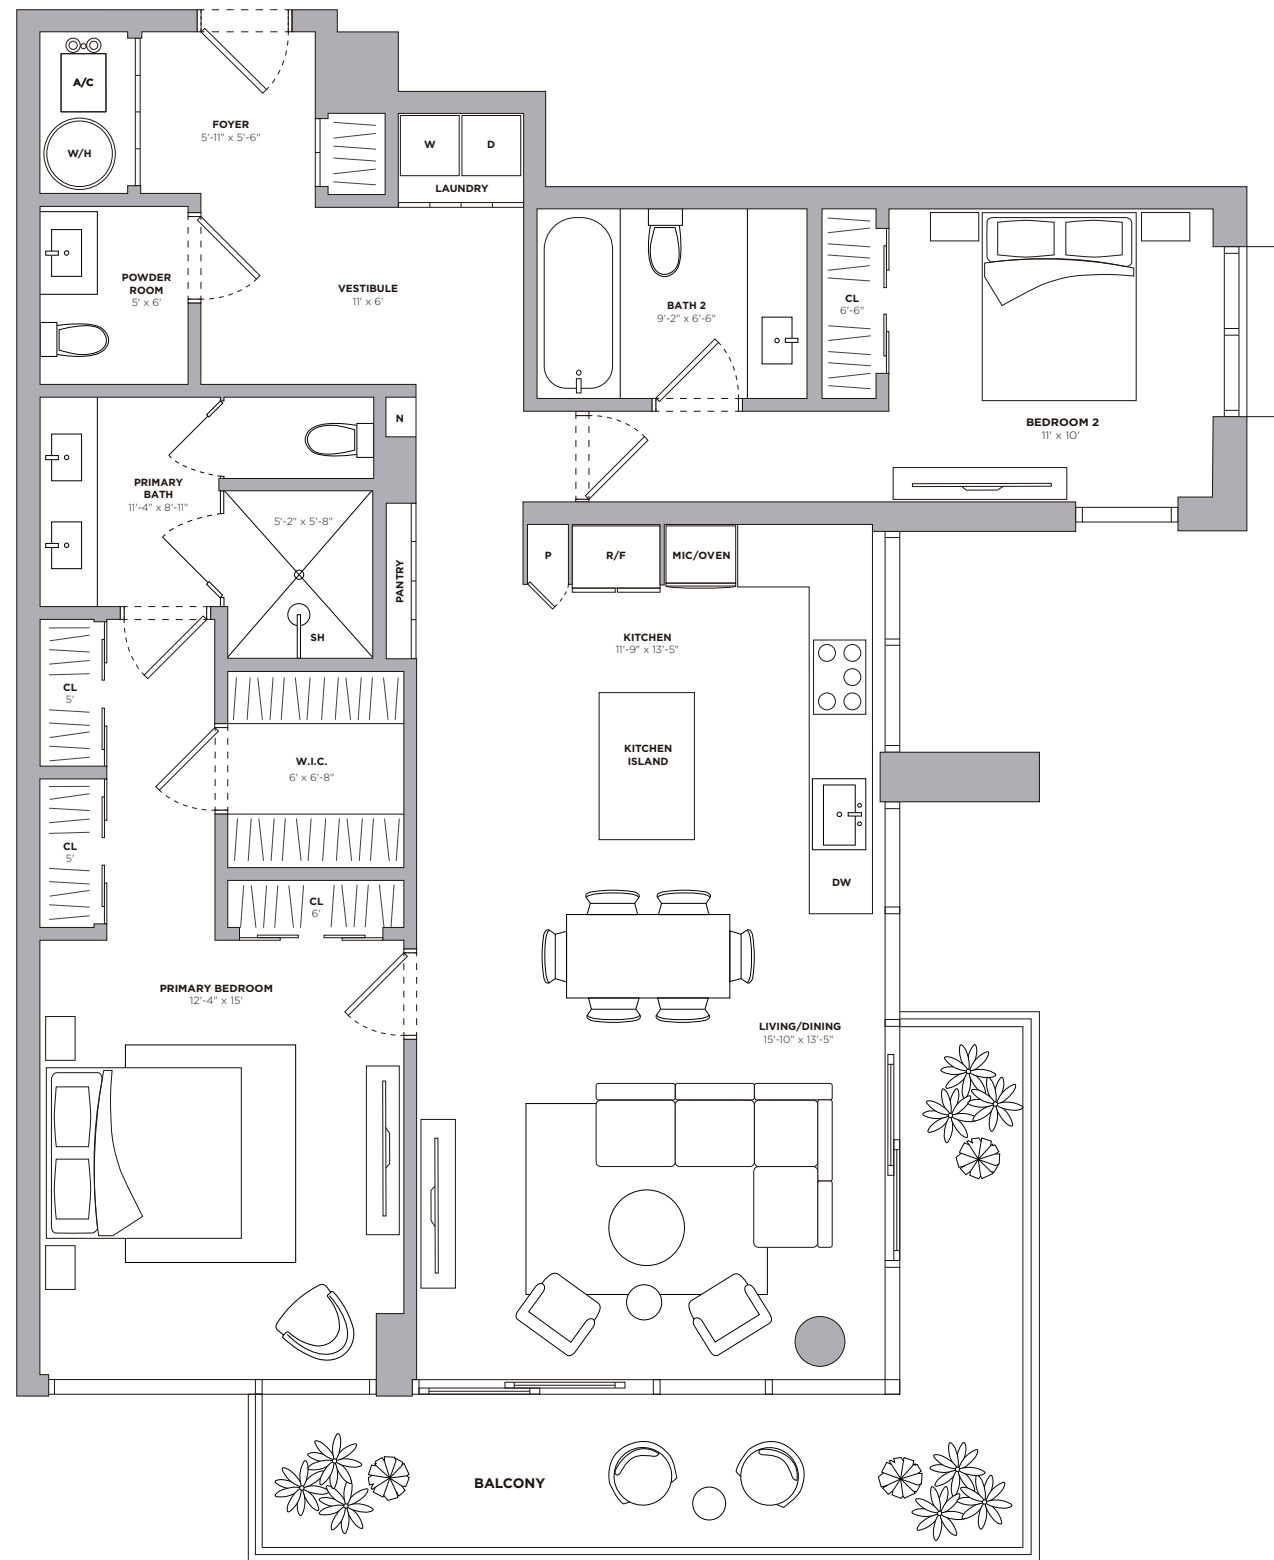 A/C
W/H
FOYER
5'-11" x 5'-6"
W
D
LAUNDRY
POWDER
ROOM
5' x 6'
VESTIBULE
11' x 6'
BATH 2
9'-2" x 6'-6"
CL
6'-6"
BEDROOM 2
11' x 10'
N
PRIMARY
BATH
11'-4" x 8'-11"
5'-2" x 5'-8"
SH
PANTRY
P
R/F
MIC/OVEN
KITCHEN
11'-9" x 13'-5"
CL
5'
W.I.C.
6' x 6'-8"
KITCHEN
ISLAND
CL
5'
CL
6'
DW
PRIMARY BEDROOM
12'-4" x 15'
LIVING/DINING
15'-10" x 13'-5"
BALCONY